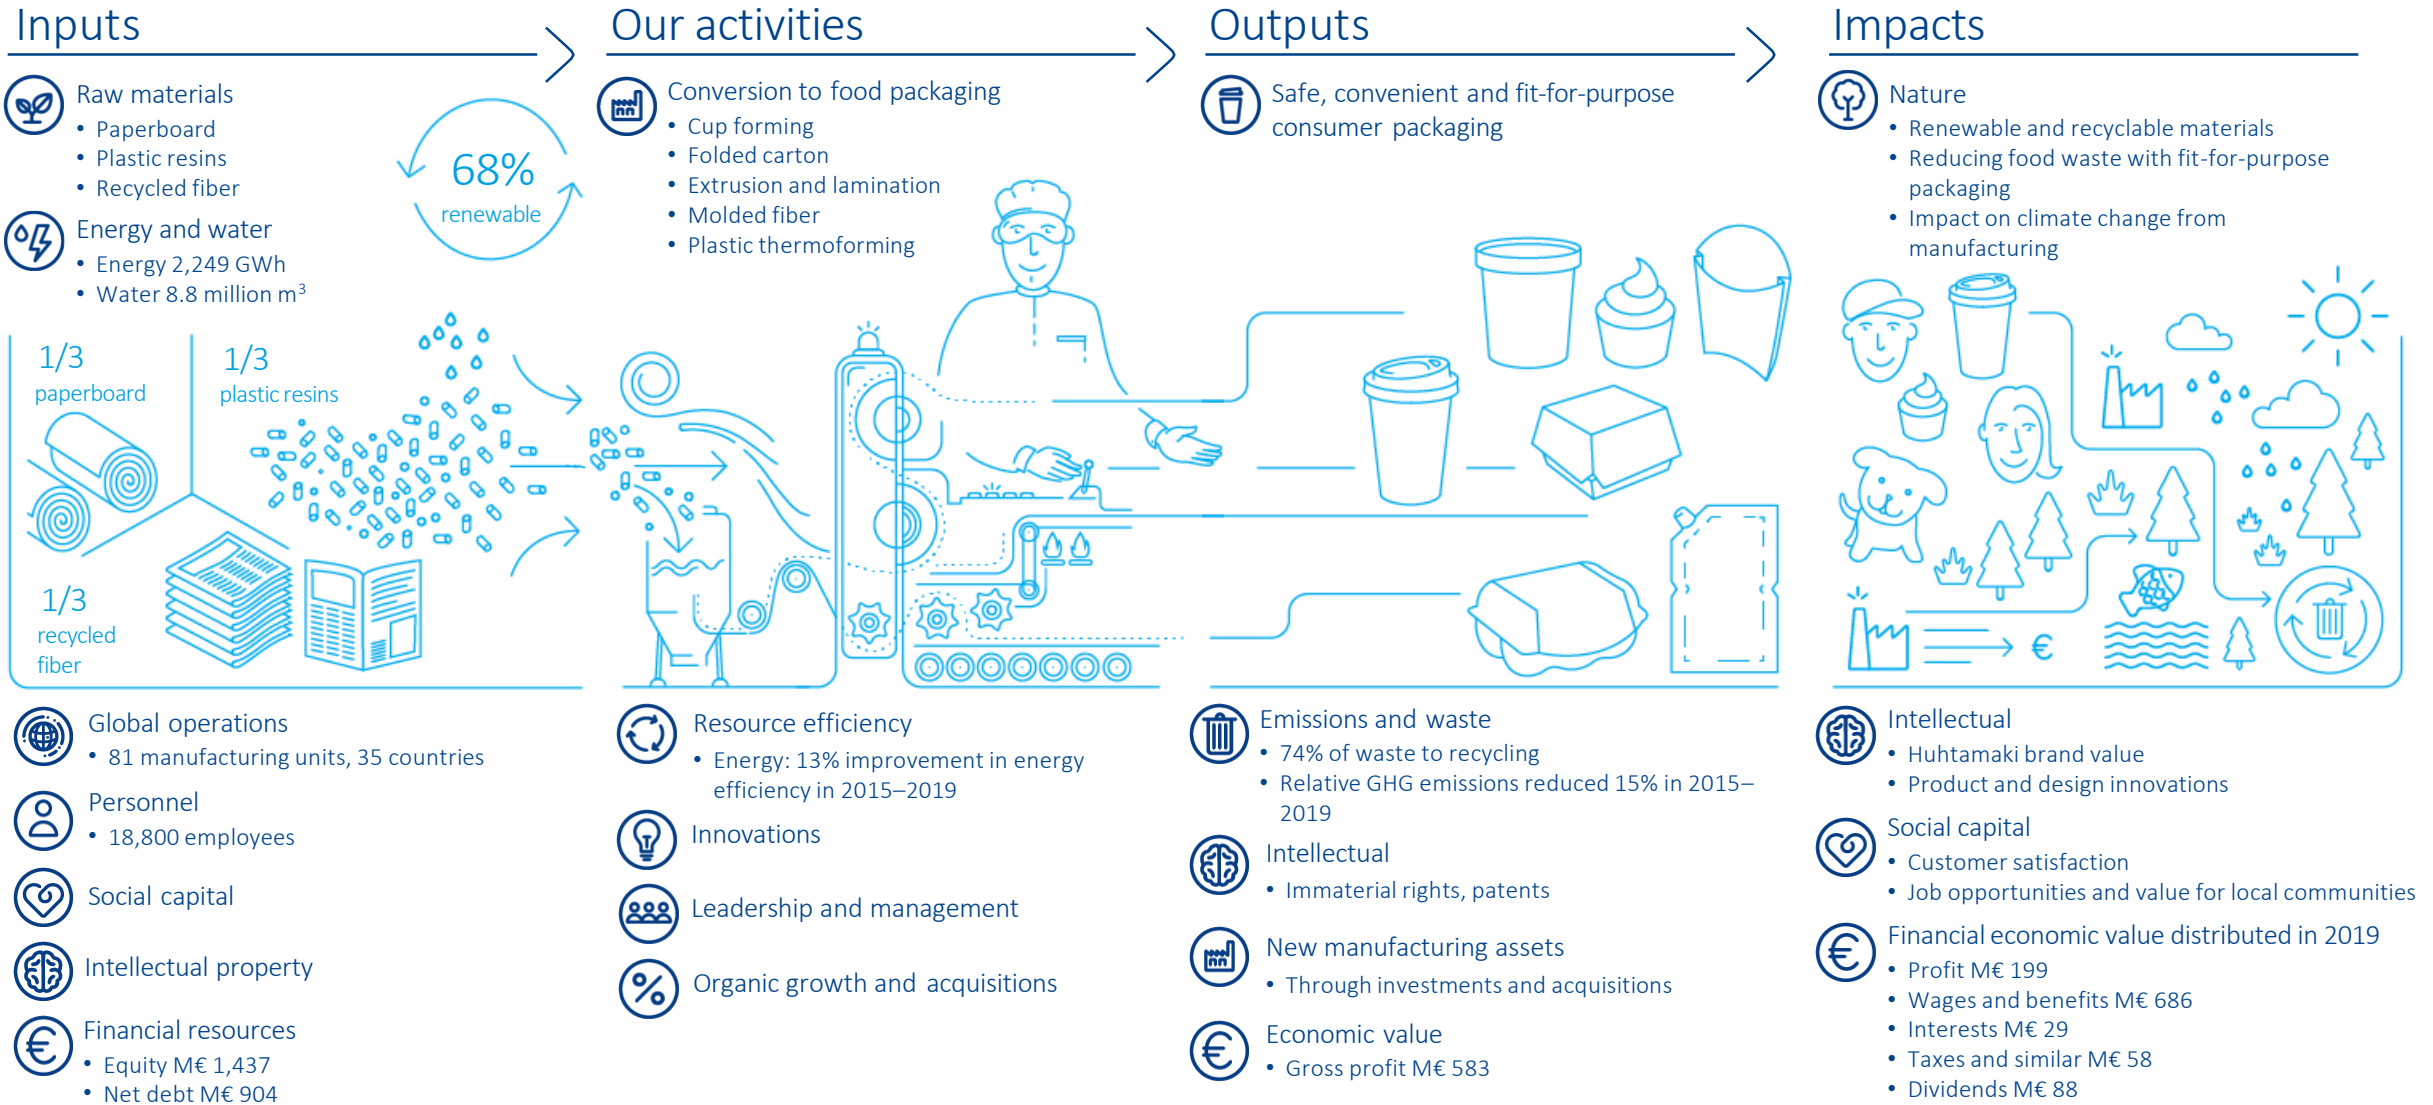 Inputs
Raw materials
• Paperboard
• Plastic resins
• Recycled fiber
68%
renewable
Energy and water
• Energy 2,249 GWh
• Water 8.8 million m³
1/3
paperboard
1/3
plastic resins
1/3
recycled
fiber
Global operations
• 81 manufacturing units, 35 countries
Personnel
• 18,800 employees
Social capital
Intellectual property
Financial resources
• Equity M€ 1,437
• Net debt M€ 904
Our activities
Conversion to food packaging
• Cup forming
• Folded carton
• Extrusion and lamination
• Molded fiber
• Plastic thermoforming
Resource efficiency
• Energy: 13% improvement in energy
efficiency in 2015–2019
Innovations
Leadership and management
Organic growth and acquisitions
Outputs
Safe, convenient and fit-for-purpose
consumer packaging
Emissions and waste
• 74% of waste to recycling
• Relative GHG emissions reduced 15% in 2015–
2019
Intellectual
• Immaterial rights, patents
New manufacturing assets
• Through investments and acquisitions
Economic value
• Gross profit M€ 583
Impacts
Nature
• Renewable and recyclable materials
• Reducing food waste with fit-for-purpose
packaging
• Impact on climate change from
manufacturing
€
Intellectual
• Huhtamaki brand value
• Product and design innovations
Social capital
• Customer satisfaction
• Job opportunities and value for local communities
Financial economic value distributed in 2019
• Profit M€ 199
• Wages and benefits M€ 686
• Interests M€ 29
• Taxes and similar M€ 58
• Dividends M€ 88